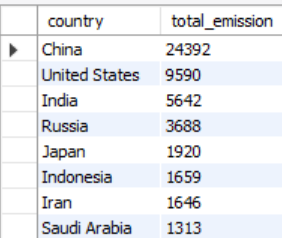 country total_emission
China 24392
United States 9590
India 5642
Russia 3688
Japan 1920
Indonesia 1659
Iran 1646
Saudi Arabia 1313